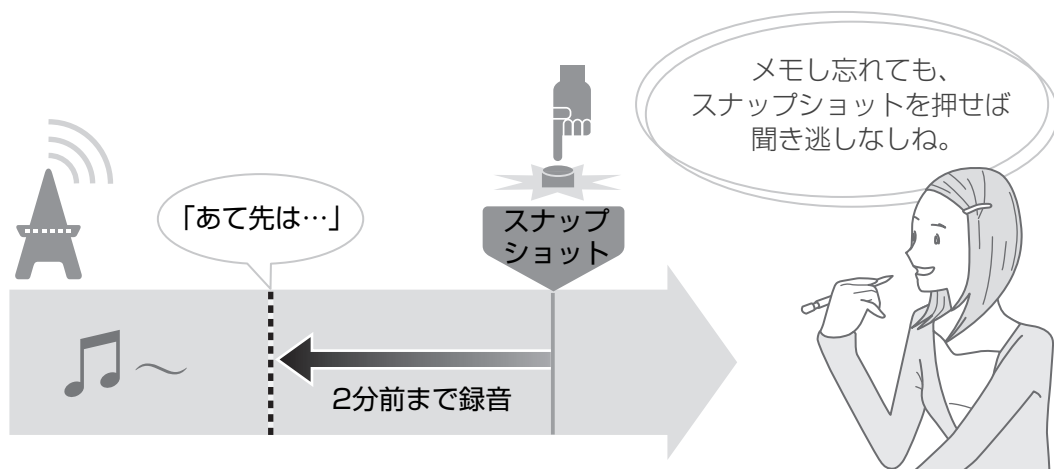 メモし忘れても、
スナップショットを押せば
聞き逃しなしね。
「あて先は…」
スナップ
ショット
2分前まで録音